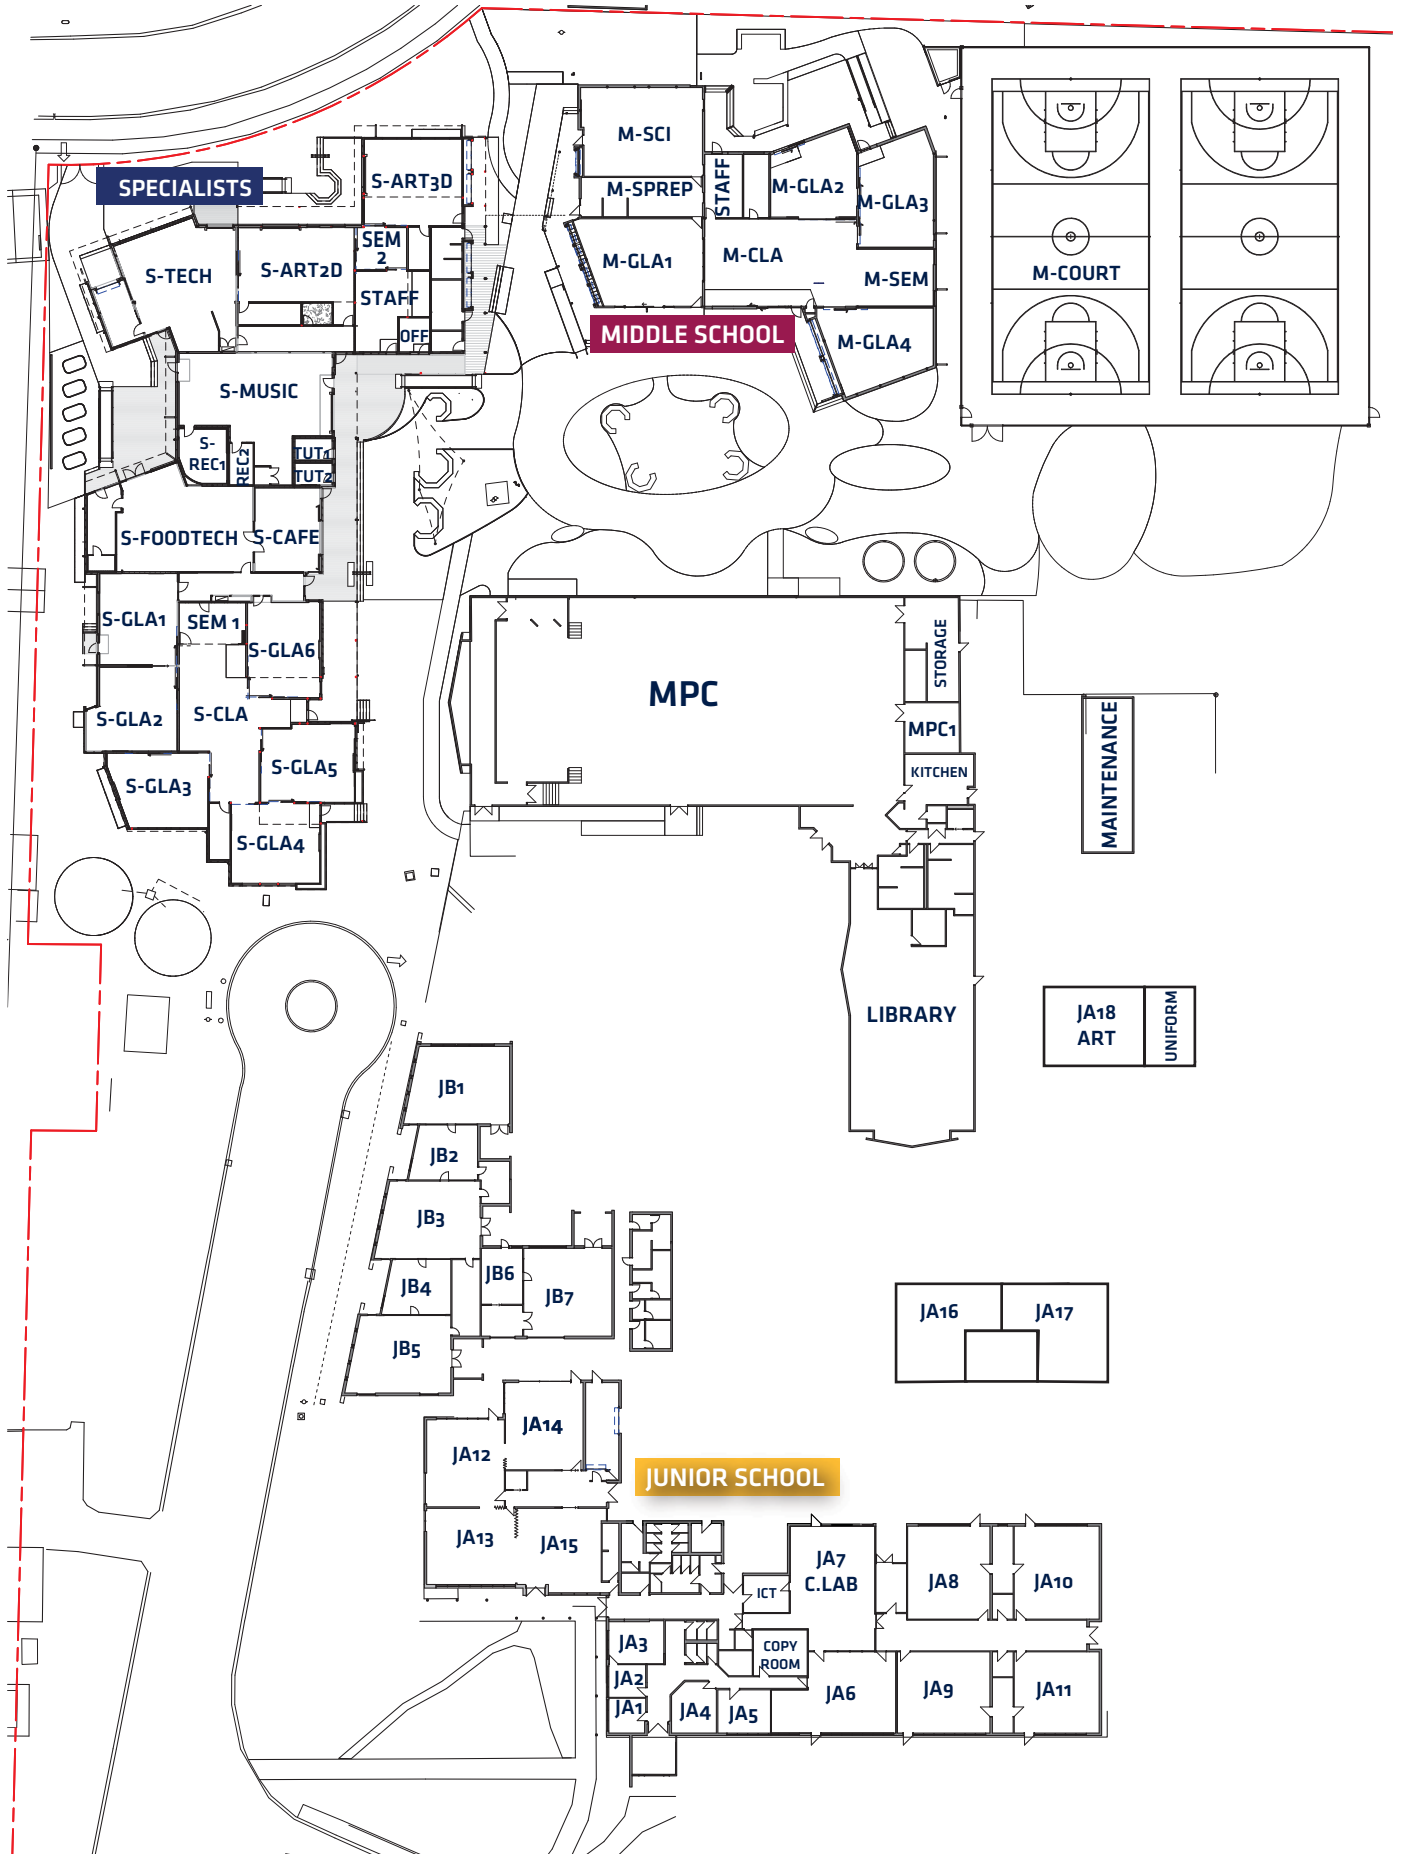 SPECIALISTS
S-ART3D
SEM
2
S-TECH
S-ART2D
STAFF
OFF
S-MUSIC
S-
REC1
REC2
TUT1
TUT2
S-FOODTECH
S-CAFE
S-GLA1
SEM 1
S-GLA6
S-GLA2
S-CLA
S-GLA3
S-GLA5
S-GLA4
M-SCI
M-SPREP
STAFF
M-GLA2
M-GLA3
M-GLA1
M-CLA
M-SEM
MIDDLE SCHOOL
M-GLA4
M-COURT
MPC
STORAGE
MPC1
KITCHEN
MAINTENANCE
LIBRARY
JA18
ART
UNIFORM
JB1
JB2
JB3
JB4
JB6
JB7
JB5
JA16
JA17
JA14
JA12
JUNIOR SCHOOL
JA13
JA15
JA7
C.LAB
ICT
JA8
JA10
JA3
COPY
ROOM
JA2
JA1
JA4
JA5
JA6
JA9
JA11